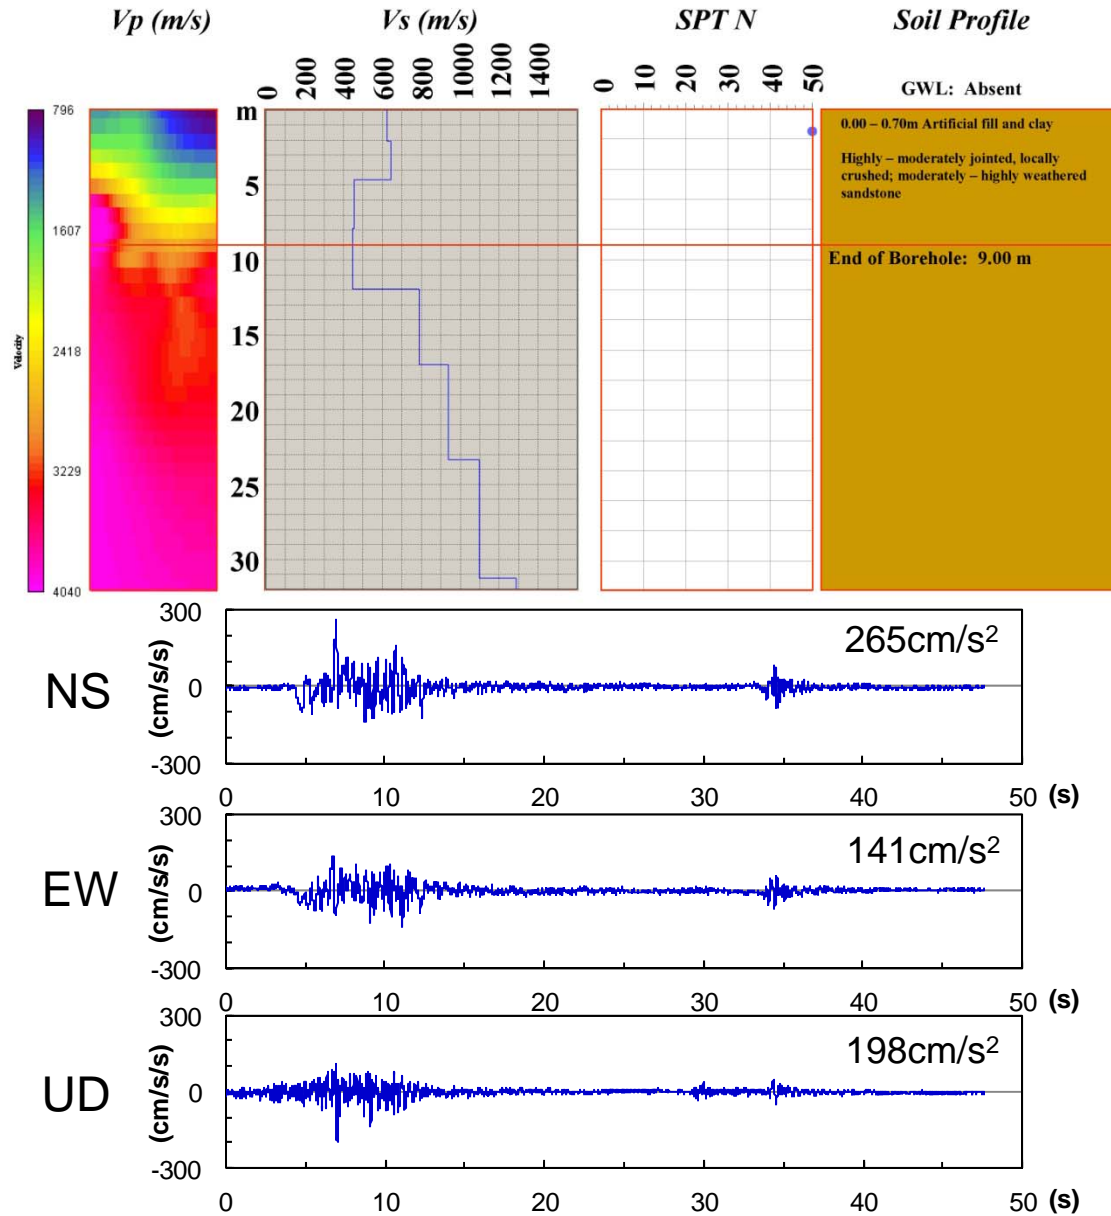 Vp (m/s) Vs (m/s) SPT N Soil Profile
0 200 400 600 800 1000 1200 1400
0 10 20 30 40 50
GWL: Absent
m
5
10
15
20
25
30
796
1607
2418
3229
4040
Velocity
0.00 – 0.70m Artificial fill and clay
Highly – moderately jointed, locally
crushed; moderately – highly weathered
sandstone
End of Borehole: 9.00 m
NS
(cm/s/s)
300
0
-300
265cm/s²
0 10 20 30 40 50 (s)
EW
(cm/s/s)
300
0
-300
141cm/s²
0 10 20 30 40 50 (s)
UD
(cm/s/s)
300
0
-300
198cm/s²
0 10 20 30 40 50 (s)